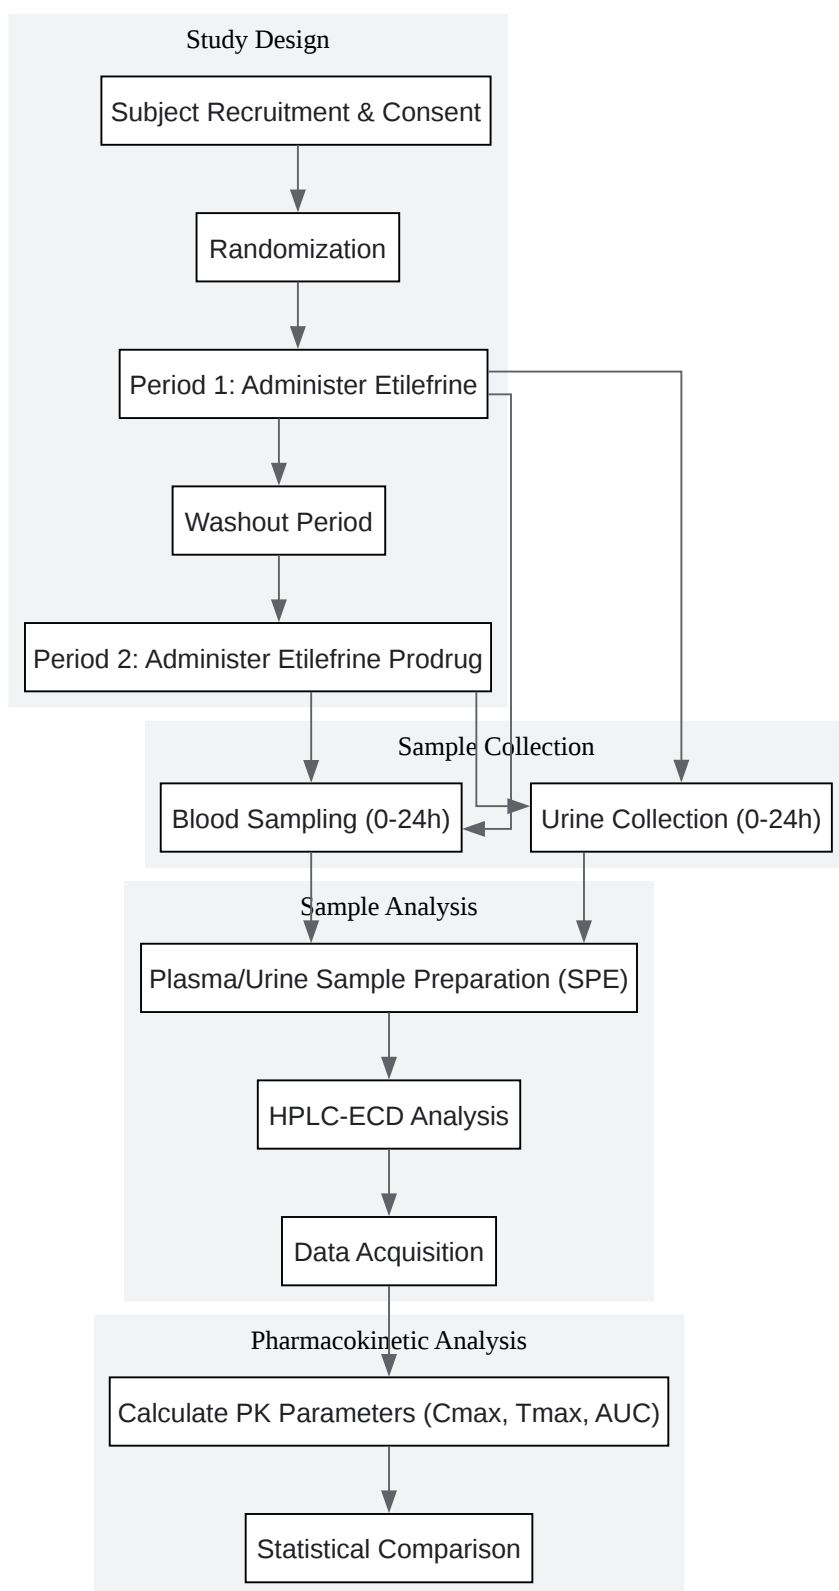 Study Design
Subject Recruitment & Consent
Randomization
Period 1: Administer Etilefrine
Washout Period
Period 2: Administer Etilefrine Prodrug
Sample Collection
Blood Sampling (0-24h)
Urine Collection (0-24h)
Sample Analysis
Plasma/Urine Sample Preparation (SPE)
HPLC-ECD Analysis
Data Acquisition
Pharmacokinetic Analysis
Calculate PK Parameters (Cmax, Tmax, AUC)
Statistical Comparison